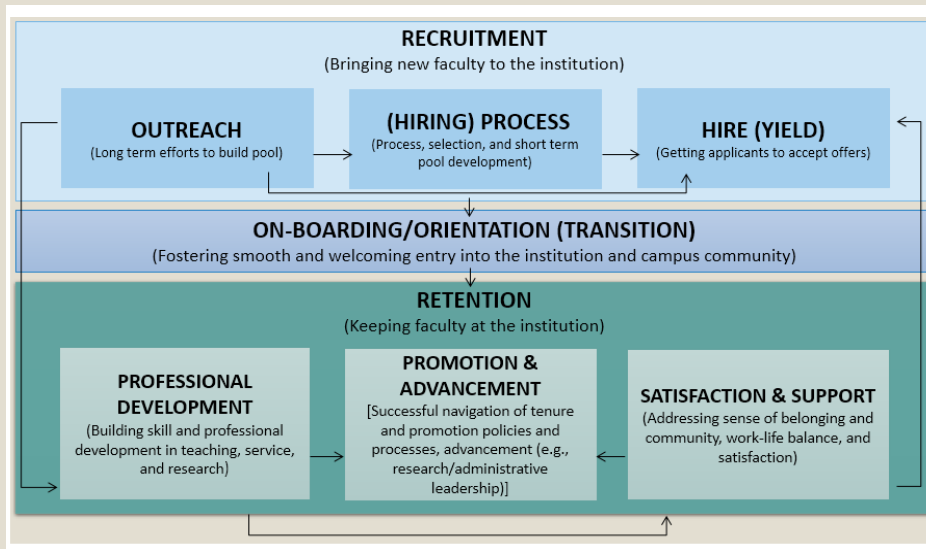 RECRUITMENT
(Bringing new faculty to the institution)
OUTREACH
(Long term efforts to build pool)
(HIRING) PROCESS
(Process, selection, and short term
pool development)
HIRE (YIELD)
(Getting applicants to accept offers)
ON-BOARDING/ORIENTATION (TRANSITION)
(Fostering smooth and welcoming entry into the institution and campus community)
RETENTION
(Keeping faculty at the institution)
PROFESSIONAL
DEVELOPMENT
(Building skill and professional
development in teaching, service,
and research)
PROMOTION &
ADVANCEMENT
[Successful navigation of tenure
and promotion policies and
processes, advancement (e.g.,
research/administrative
leadership)]
SATISFACTION & SUPPORT
(Addressing sense of belonging and
community, work-life balance, and
satisfaction)